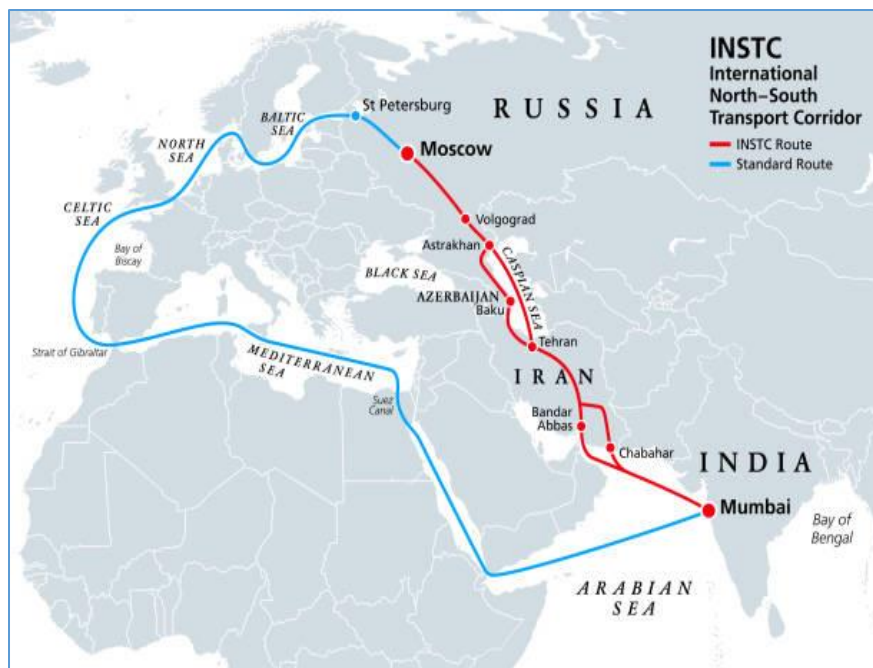 INSTC
International
North–South
Transport Corridor
INSTC Route
Standard Route
St Petersburg
RUSSIA
BALTIC
SEA
NORTH
SEA
Moscow
CELTIC
SEA
Volgograd
Bay of
Biscay
Astrakhan
CASPIAN SEA
BLACK SEA
AZERBAIJAN
Baku
Strait of Gibraltar
Tehran
MEDITERRANEAN
SEA
IRAN
Suez
Canal
Bandar
Abbas
Chabahar
INDIA
Mumbai
Bay of
Bengal
ARABIAN
SEA